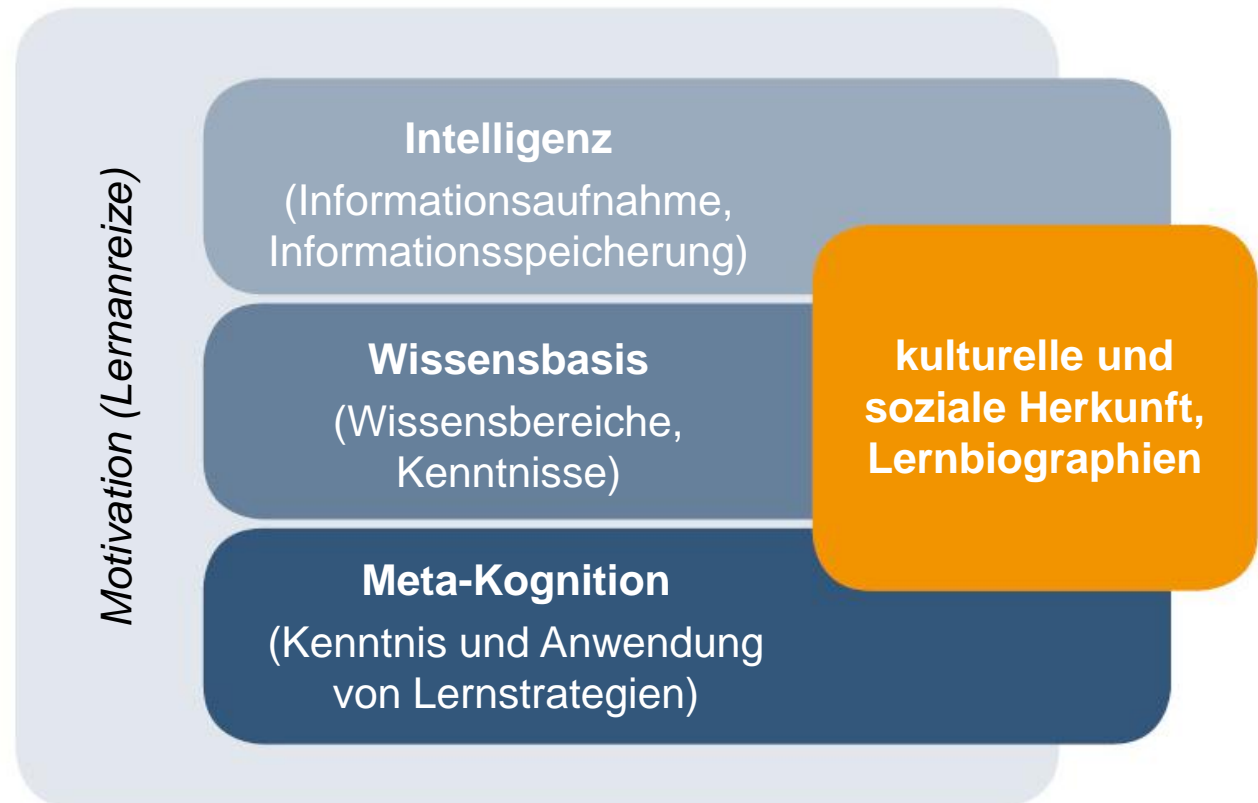 Motivation (Lernanreize)
Intelligenz
(Informationsaufnahme,
Informationsspeicherung)
Wissensbasis
(Wissensbereiche,
Kenntnisse)
Meta-Kognition
(Kenntnis und Anwendung
von Lernstrategien)
kulturelle und
soziale Herkunft,
Lernbiographien